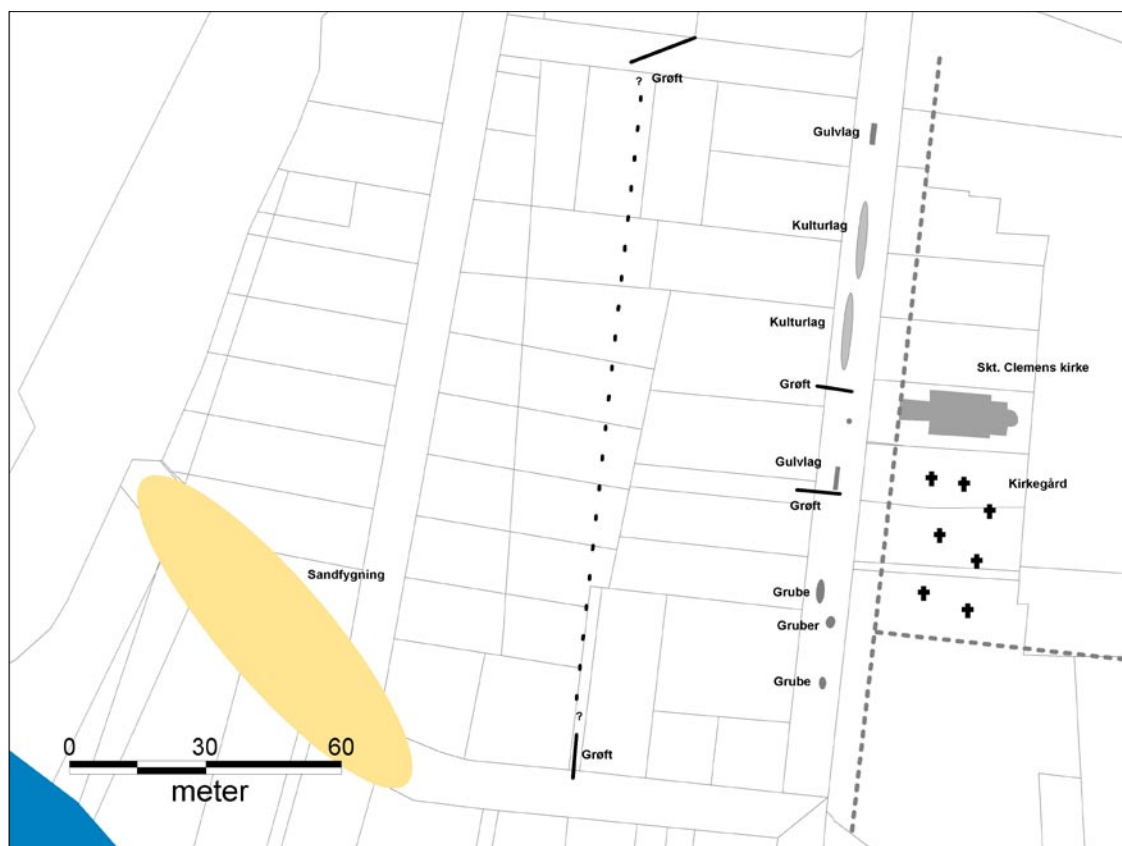 Grøft
?
Gulvlag
Kulturlag
Kulturlag
Skt. Clemens kirke
Grøft
Gulvlag
Kirkegård
Grøft
Sandfygning
Grube
Gruber
Grube
?
0 30 60
Grøft
meter